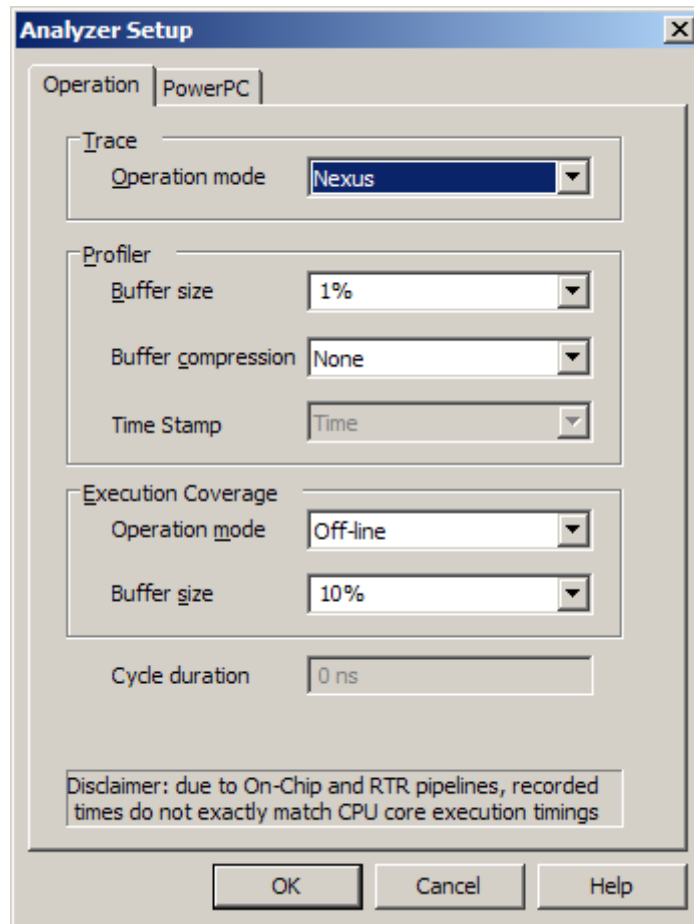 Analyzer Setup
Operation PowerPC
Trace
Operation mode Nexus
Profiler
Buffer size 1%
Buffer compression None
Time Stamp Time
Execution Coverage
Operation mode Off-line
Buffer size 10%
Cycle duration 0 ns
Disclaimer: due to On-Chip and RTR pipelines, recorded
times do not exactly match CPU core execution timings
OK Cancel Help